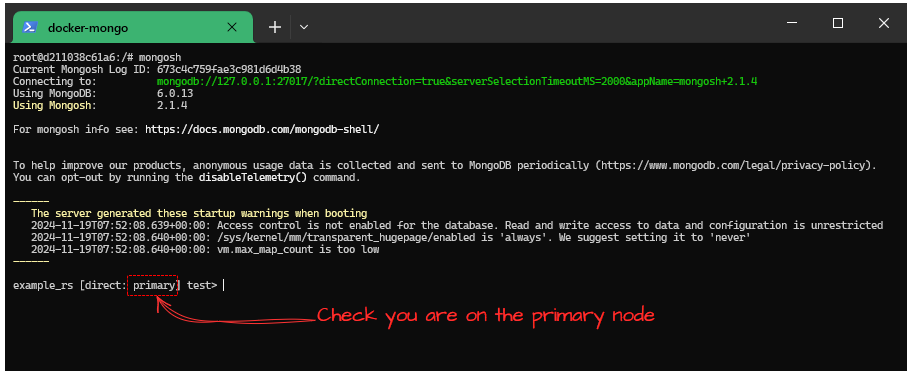 docker-mongo
root@d211038c61a6:/# mongosh
Current Mongosh Log ID: 673c4c759fae3c981d6d4b38
Connecting to: mongodb://127.0.0.1:27017/?directConnection=true&serverSelectionTimeoutMS=2000&appName=mongosh+2.1.4
Using MongoDB: 6.0.13
Using Mongosh: 2.1.4
For mongosh info see: https://docs.mongodb.com/mongodb-shell/
To help improve our products, anonymous usage data is collected and sent to MongoDB periodically (https://www.mongodb.com/legal/privacy-policy).
You can opt-out by running the disableTelemetry() command.
------
The server generated these startup warnings when booting
2024-11-19T07:52:08.639+00:00: Access control is not enabled for the database. Read and write access to data and configuration is unrestricted
2024-11-19T07:52:08.640+00:00: /sys/kernel/mm/transparent_hugepage/enabled is 'always'. We suggest setting it to 'never'
2024-11-19T07:52:08.640+00:00: vm.max_map_count is too low
------
example_rs [direct: primary] test>
Check you are on the primary node